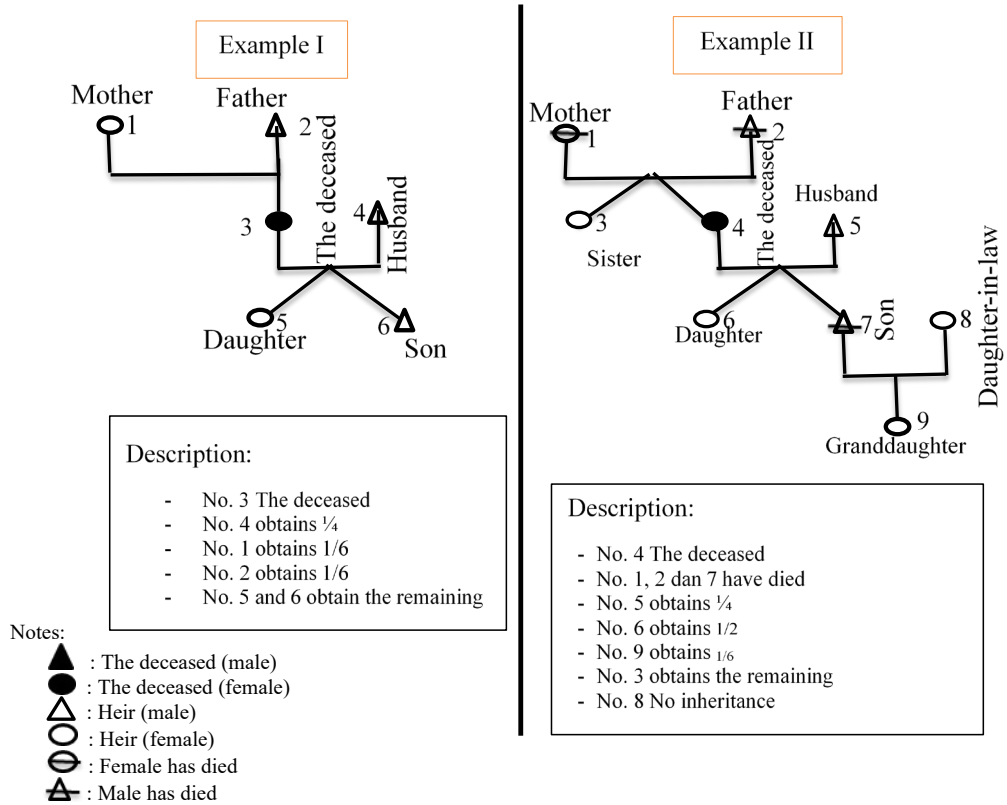 Example I
Mother
Father
1
2
The deceased
3
4
Husband
5
6
Daughter
Son
Description:
- No. 3 The deceased
- No. 4 obtains ¼
- No. 1 obtains 1/6
- No. 2 obtains 1/6
- No. 5 and 6 obtain the remaining
Notes:
: The deceased (male)
: The deceased (female)
: Heir (male)
: Heir (female)
: Female has died
: Male has died
Example II
Mother
Father
1
2
The deceased
Husband
3
4
5
Sister
6
7
Son
8
Daughter-in-law
Daughter
9
Granddaughter
Description:
- No. 4 The deceased
- No. 1, 2 dan 7 have died
- No. 5 obtains ¼
- No. 6 obtains 1/2
- No. 9 obtains 1/6
- No. 3 obtains the remaining
- No. 8 No inheritance